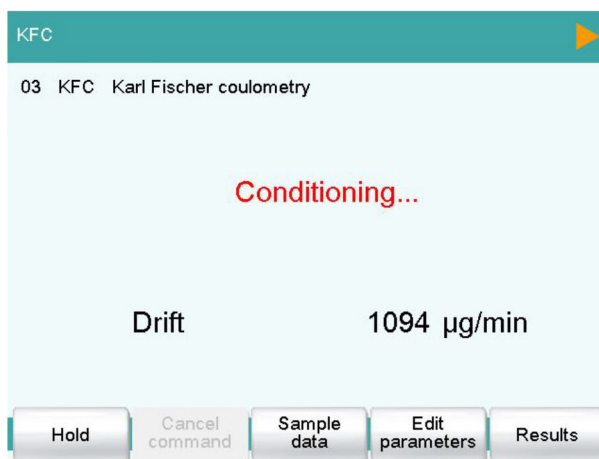 KFC
03 KFC Karl Fischer coulometry
Conditioning...
Drift 1094 µg/min
Hold
Cancel
command
Sample
data
Edit
parameters
Results